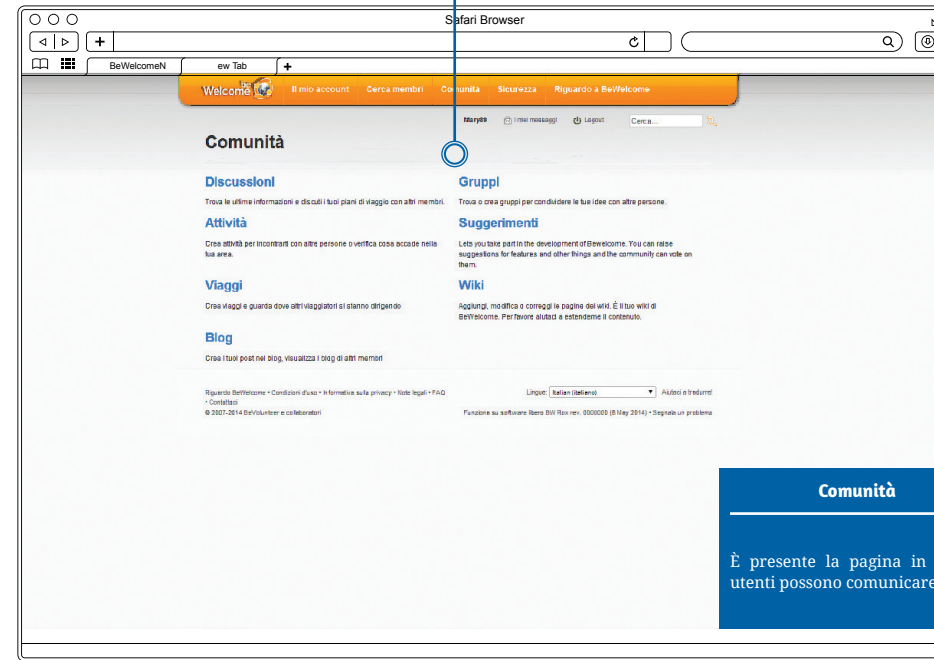 Safari Browser
BeWelcomeN
ew Tab
be Welcome
Il mio account Cerca membri Comunità Sicurezza Riguardo a BeWelcome
Mary89 I miei messaggi Logout Cerca...
Comunità
Discussioni
Trova le ultime informazioni e discuti i tuoi piani di viaggio con altri membri.
Gruppi
Trova o crea gruppi per condividere le tue idee con altre persone.
Attività
Crea attività per incontrarti con altre persone o verifica cosa accade nella
tua area.
Suggerimenti
Lets you take part in the development of Bewelcome. You can raise
suggestions for features and other things and the community can vote on
them.
Viaggi
Crea viaggi e guarda dove altri viaggiatori si stanno dirigendo
Wiki
Aggiungi, modifica o correggi le pagine del wiki. È il tuo wiki di
BeWelcome. Per favore aiutaci a estenderne il contenuto.
Blog
Crea i tuoi post nel blog, visualizza i blog di altri membri
Riguardo BeWelcome • Condizioni d'uso • Informativa sulla privacy • Note legali • FAQ
• Contattaci
© 2007-2014 BeVolunteer e collaboratori
Lingue: Italian (italiano) Aiutaci a tradurre!
Funziona su software libero BW Rox rev. 0000000 (6 May 2014) • Segnala un problema
Comunità
È presente la pagina in
utenti possono comunicare